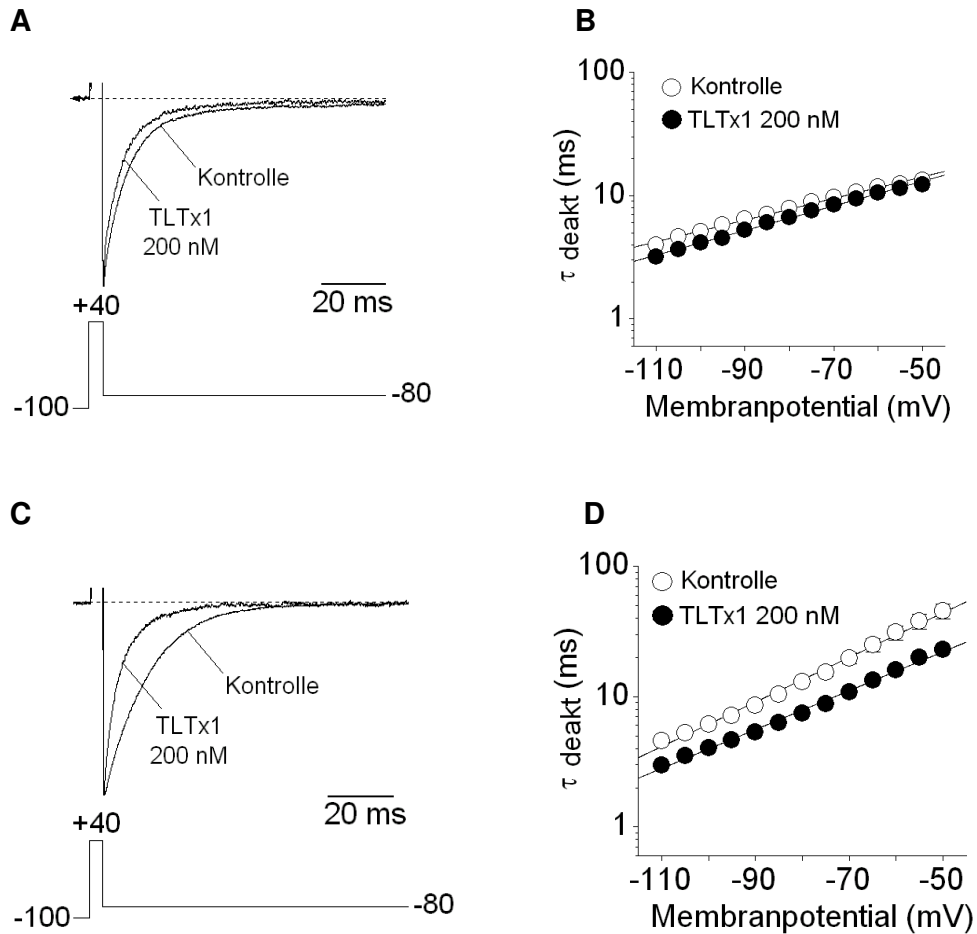 A
Kontrolle
TLTx1
200 nM
20 ms
+40
-100
-80
B
100
10
1
Kontrolle
TLTx1 200 nM
τ deakt (ms)
-110
-90
-70
-50
Membranpotential (mV)
C
Kontrolle
TLTx1
200 nM
20 ms
+40
-100
-80
D
100
10
1
Kontrolle
TLTx1 200 nM
τ deakt (ms)
-110
-90
-70
-50
Membranpotential (mV)